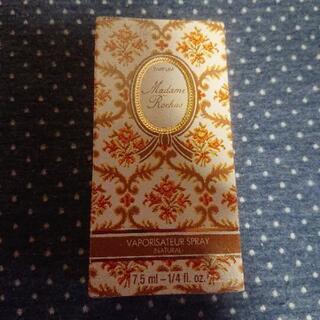 PARFUM
Madame
Rochas
VAPORISATEUR SPRAY
NATURAL
7,5 ml - 1/4 fl. oz.